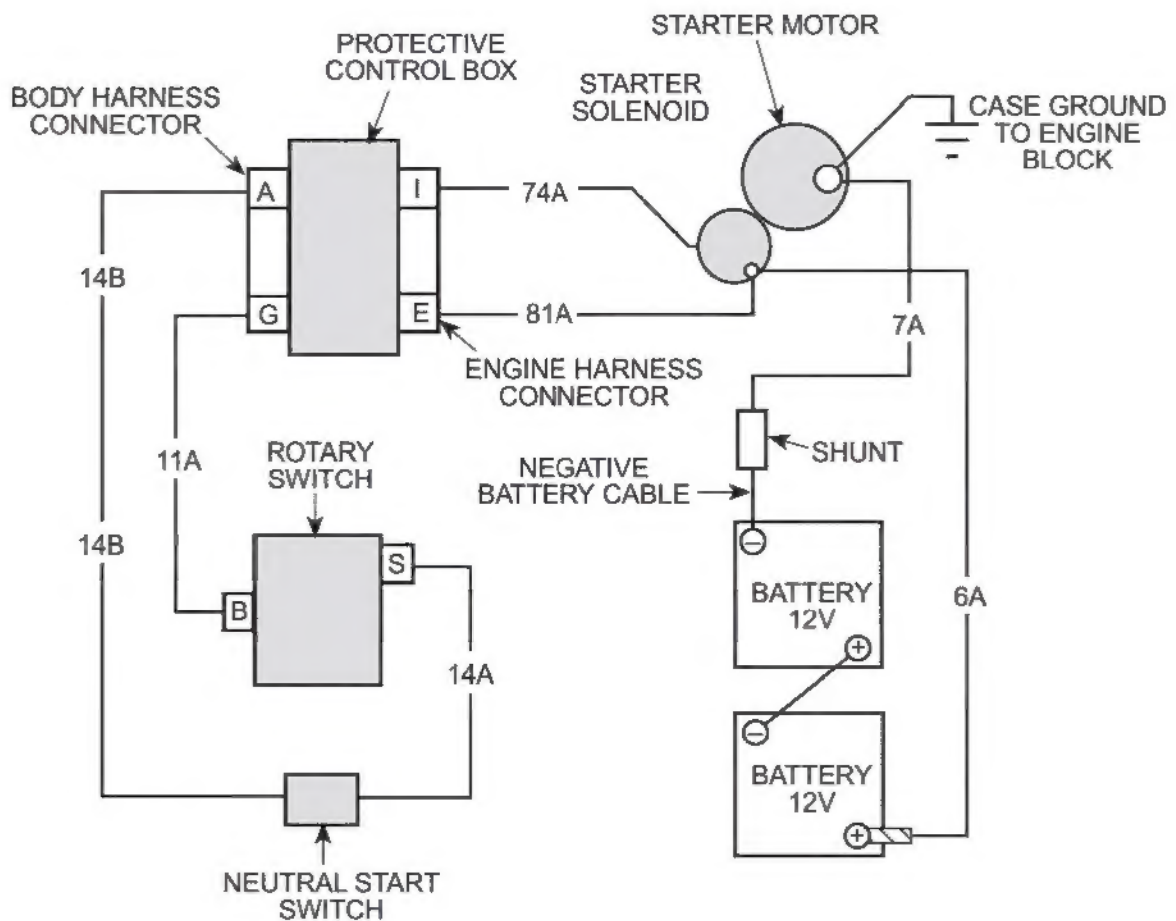 STARTER MOTOR
PROTECTIVE
CONTROL BOX
STARTER
SOLENOID
BODY HARNESS
CONNECTOR
CASE GROUND
TO ENGINE
BLOCK
A
I
74A
14B
G
E
81A
7A
ENGINE HARNESS
CONNECTOR
11A
ROTARY
SWITCH
SHUNT
NEGATIVE
BATTERY CABLE
14B
S
B
BATTERY
12V
6A
14A
BATTERY
12V
NEUTRAL START
SWITCH